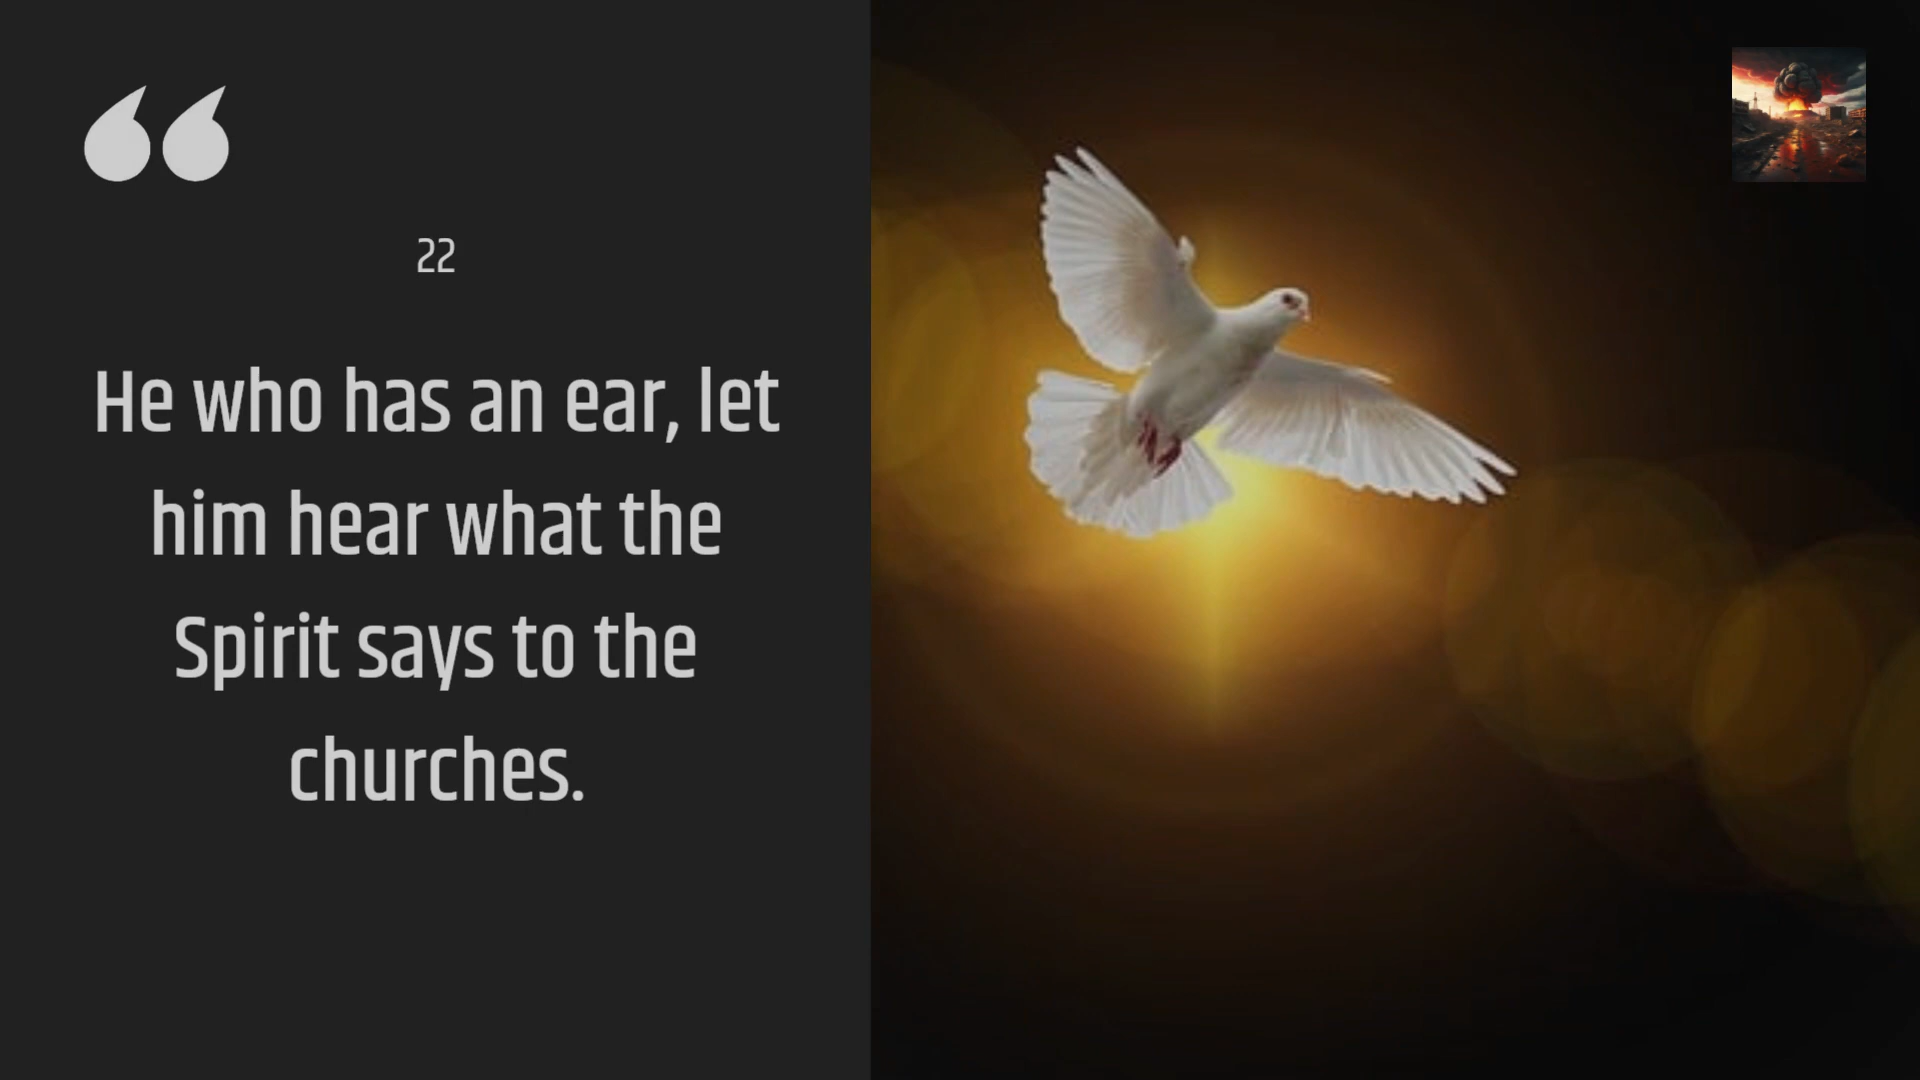 “
22
He who has an ear, let
him hear what the
Spirit says to the
churches.